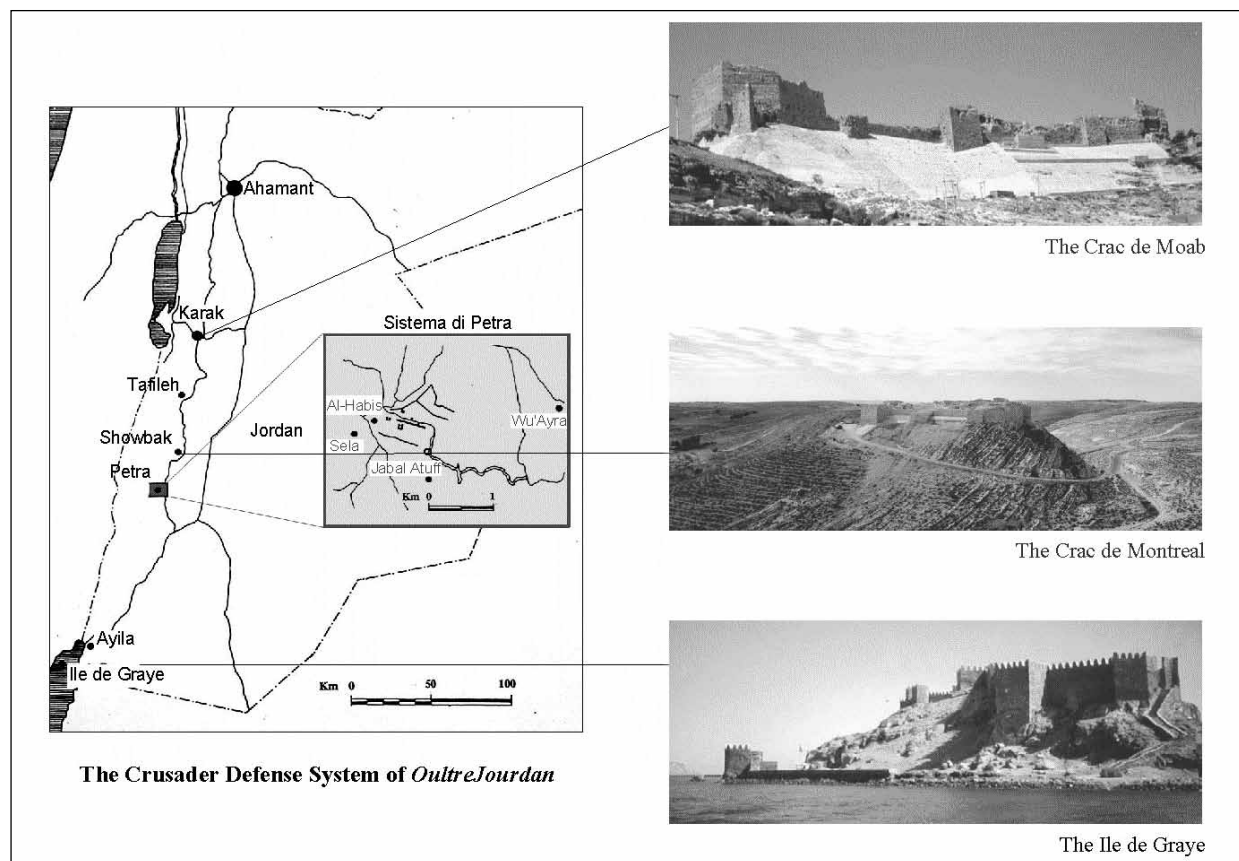 Ahamant
Karak
Sistema di Petra
Tafileh
Al-Habis
Wu'Ayra
Showbak
Jordan
Sela
Petra
Jabal Atuff
Km 0 1
Ayila
Ile de Graye
Km 0 50 100
The Crusader Defense System of OultreJourdan
The Crac de Moab
The Crac de Montreal
The Ile de Graye